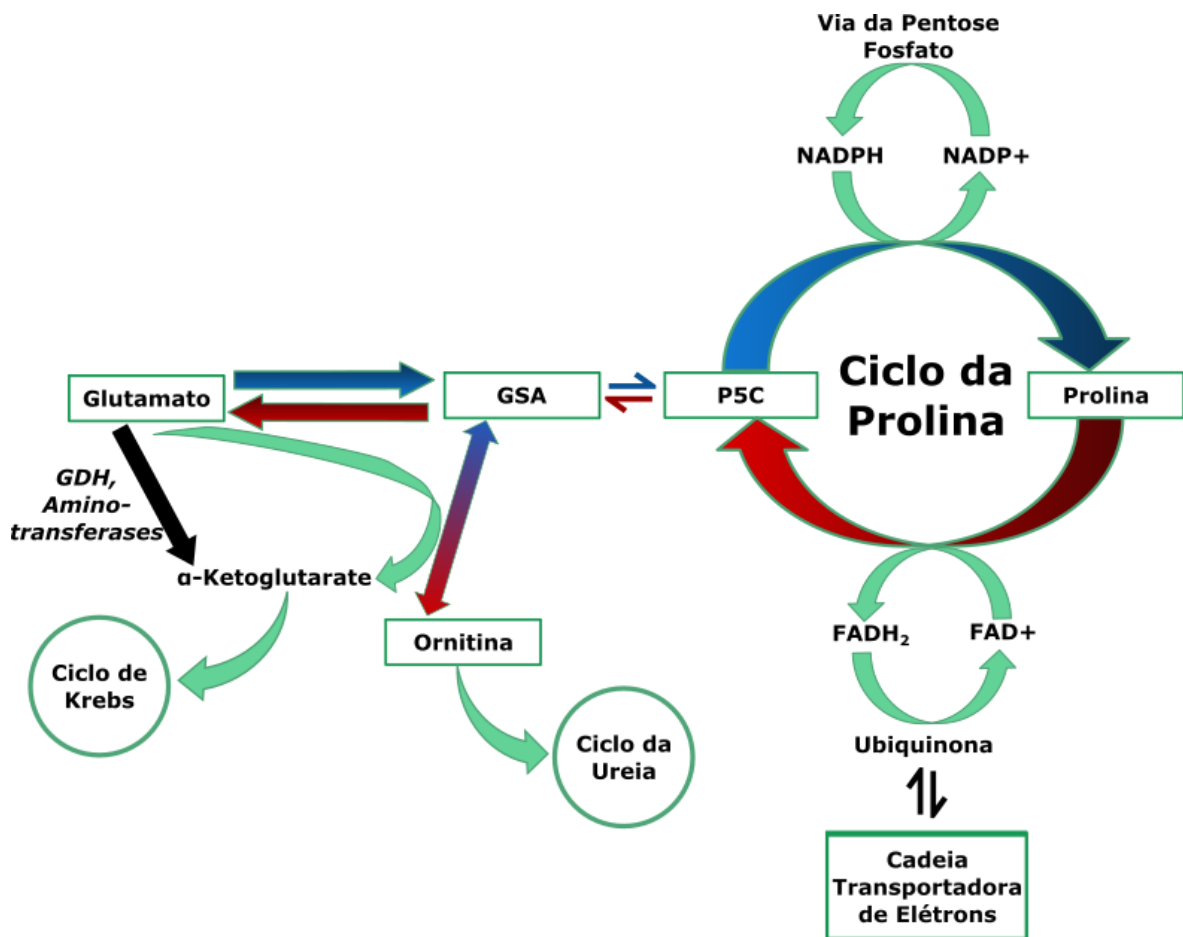 Via da Pentose
Fosfato
NADPH
NADP+
Ciclo da
Prolina
Glutamato
GSA
P5C
Prolina
GDH,
Amino-
transferases
α-Ketoglutarate
Ornitina
FADH₂
FAD+
Ciclo de
Krebs
Ciclo da
Ureia
Ubiquinona
Cadeia
Transportadora
de Elétrons